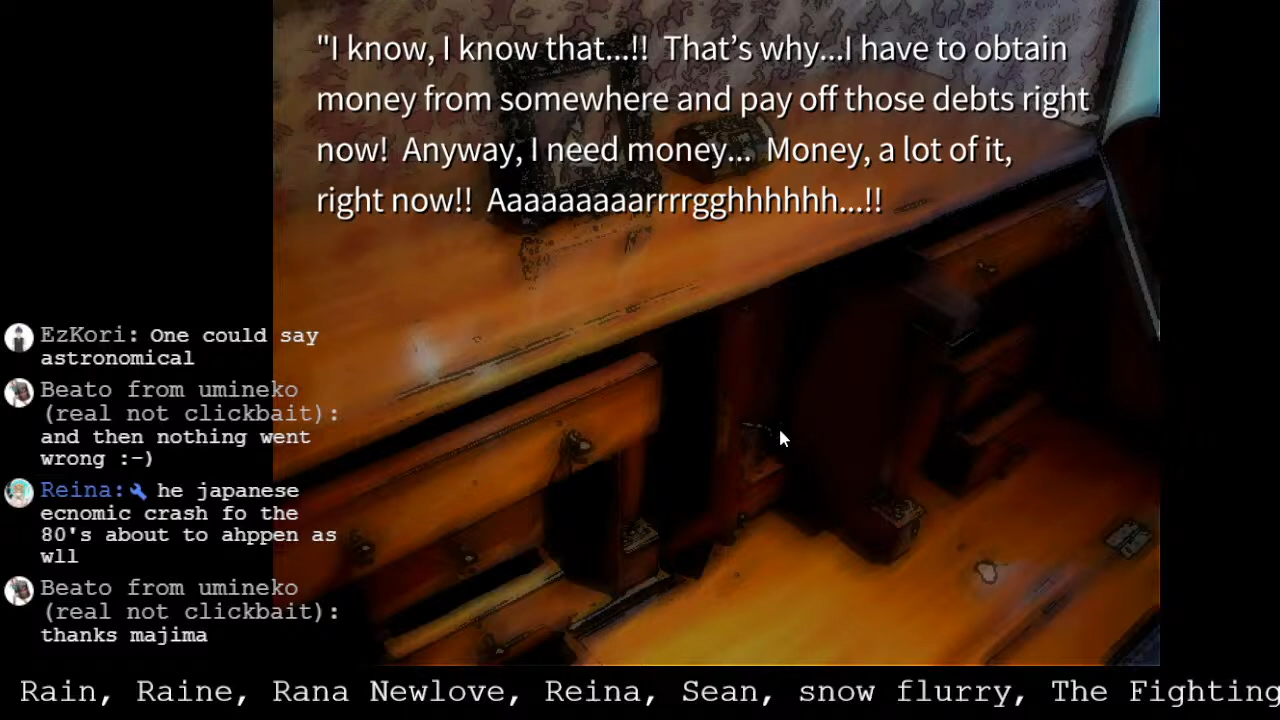 "I know, I know that...!!  That’s why...I have to obtain
money from somewhere and pay off those debts right
now!  Anyway, I need money...  Money, a lot of it,
right now!!  Aaaaaaaaarrrrgghhhhhh...!!
EzKori: One could say
astronomical
Beato from umineko
(real not clickbait):
and then nothing went
wrong :-)
Reina: he japanese
ecnomic crash fo the
80's about to ahppen as
wll
Beato from umineko
(real not clickbait):
thanks majima
Rain, Raine, Rana Newlove, Reina, Sean, snow flurry, The Fighting